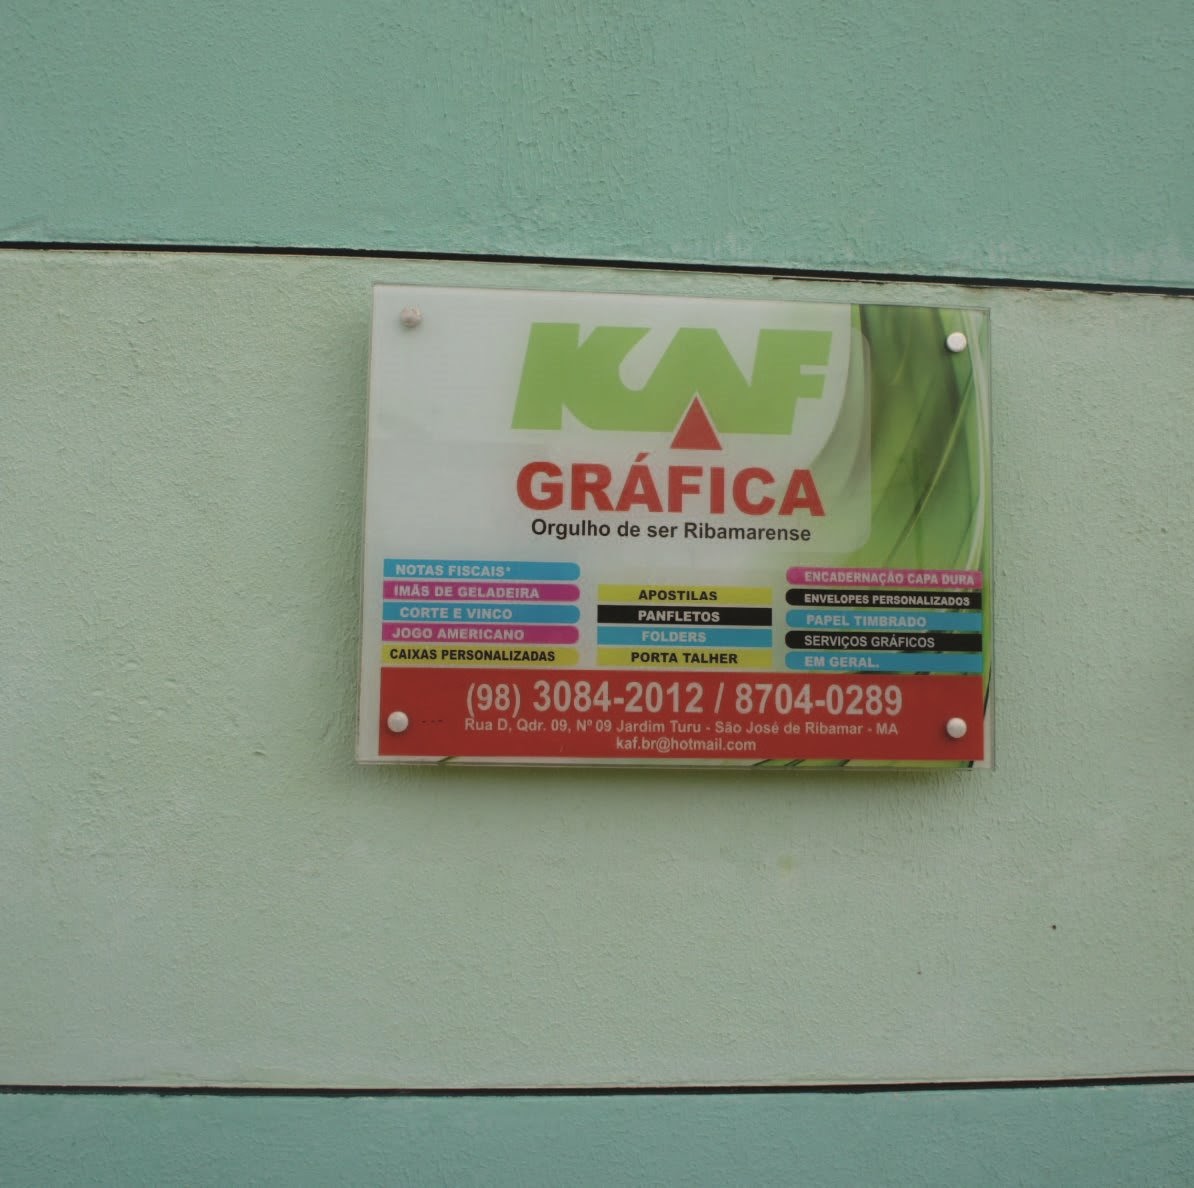 KAF
GRÁFICA
Orgulho de ser Ribamarense
NOTAS FISCAIS*
IMÃS DE GELADEIRA
CORTE E VINCO
JOGO AMERICANO
CAIXAS PERSONALIZADAS
APOSTILAS
PANFLETOS
FOLDERS
PORTA TALHER
ENCADERNAÇÃO CAPA DURA
ENVELOPES PERSONALIZADOS
PAPEL TIMBRADO
SERVIÇOS GRÁFICOS
EM GERAL.
(98) 3084-2012 / 8704-0289
Rua D, Qdr. 09, Nº 09 Jardim Turu - São José de Ribamar - MA
kaf.br@hotmail.com